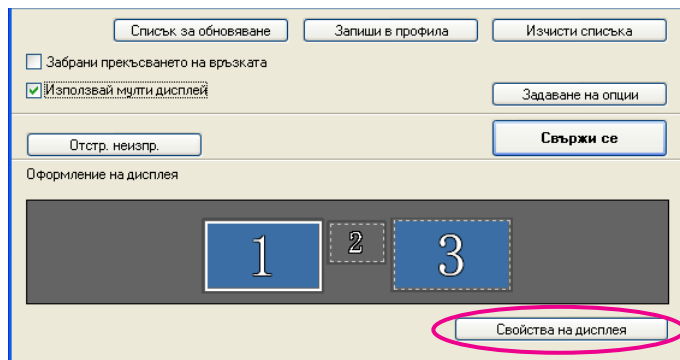 Списък за обновяване Запиши в профила Изчисти списъка
Забрани прекъсването на връзката
Използвай мулти дисплей Задаване на опции
Отстр. неизпр. Свържи се
Оформление на дисплея
1 2 3
Свойства на дисплея